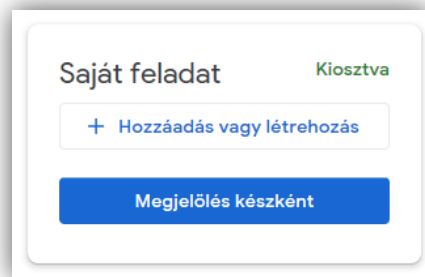 Saját feladat
Kiosztva
+ Hozzáadás vagy létrehozás
Megjelölés készként